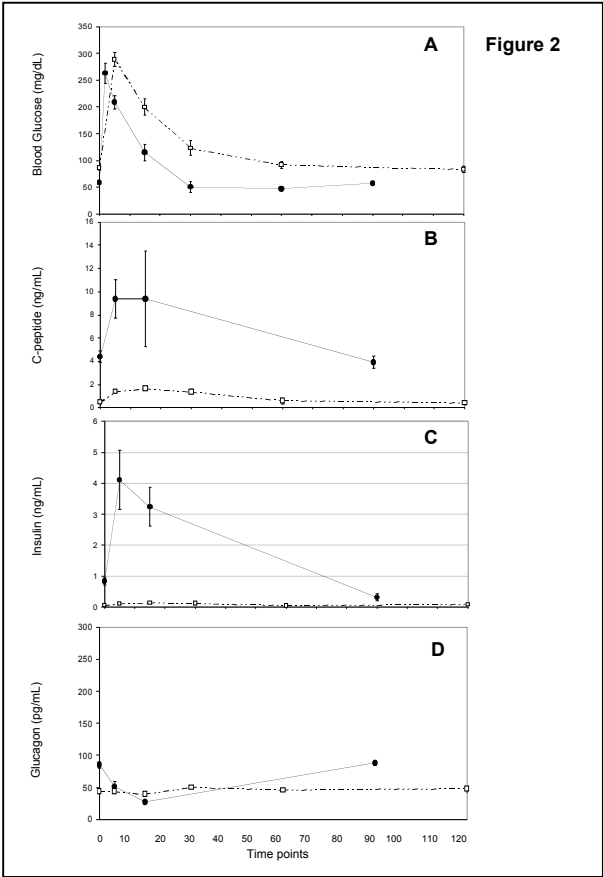 Figure 2
A
Blood Glucose (mg/dL)
350
300
250
200
150
100
50
0
B
C-peptide (ng/mL)
16
14
12
10
8
6
4
2
0
C
Insulin (ng/mL)
6
5
4
3
2
1
0
D
Glucagon (pg/mL)
300
250
200
150
100
50
0
0 10 20 30 40 50 60 70 80 90 100 110 120
Time points